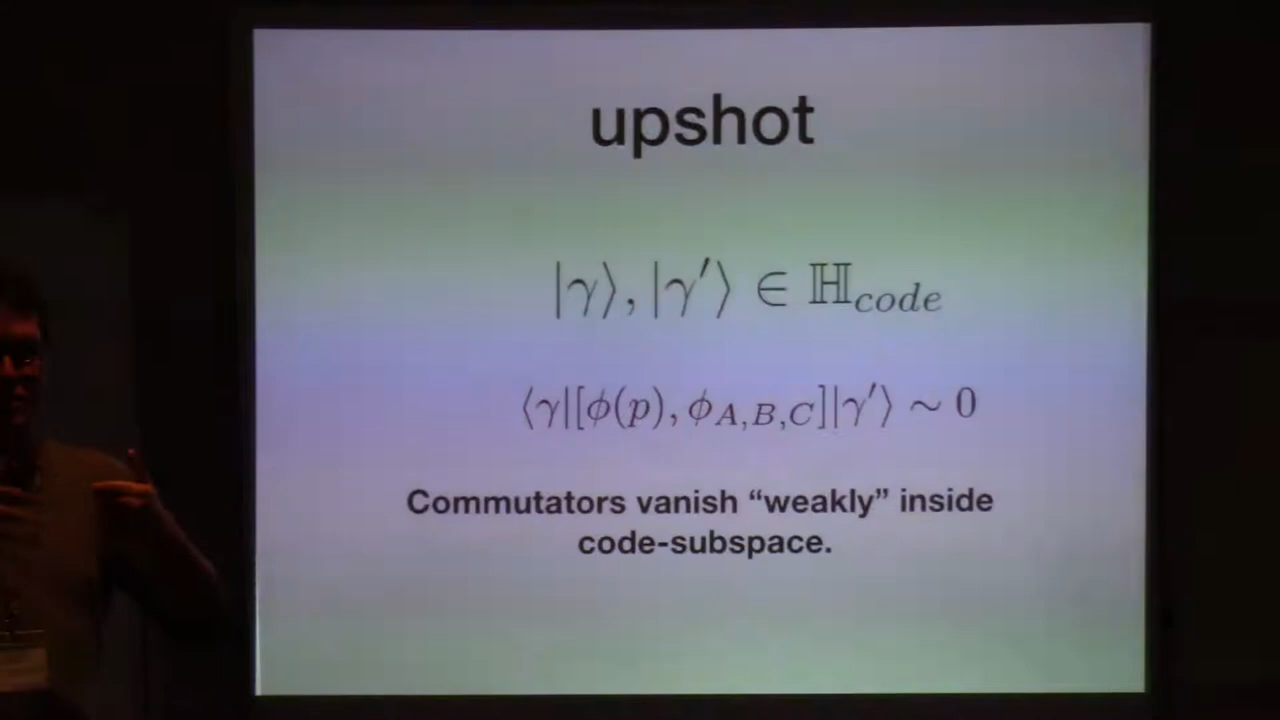 upshot
|γ⟩, |γ′⟩ ∈ ℍ_code
⟨γ|[ϕ(p), ϕ_{A,B,C}]|γ′⟩ ∼ 0
Commutators vanish “weakly” inside
code-subspace.